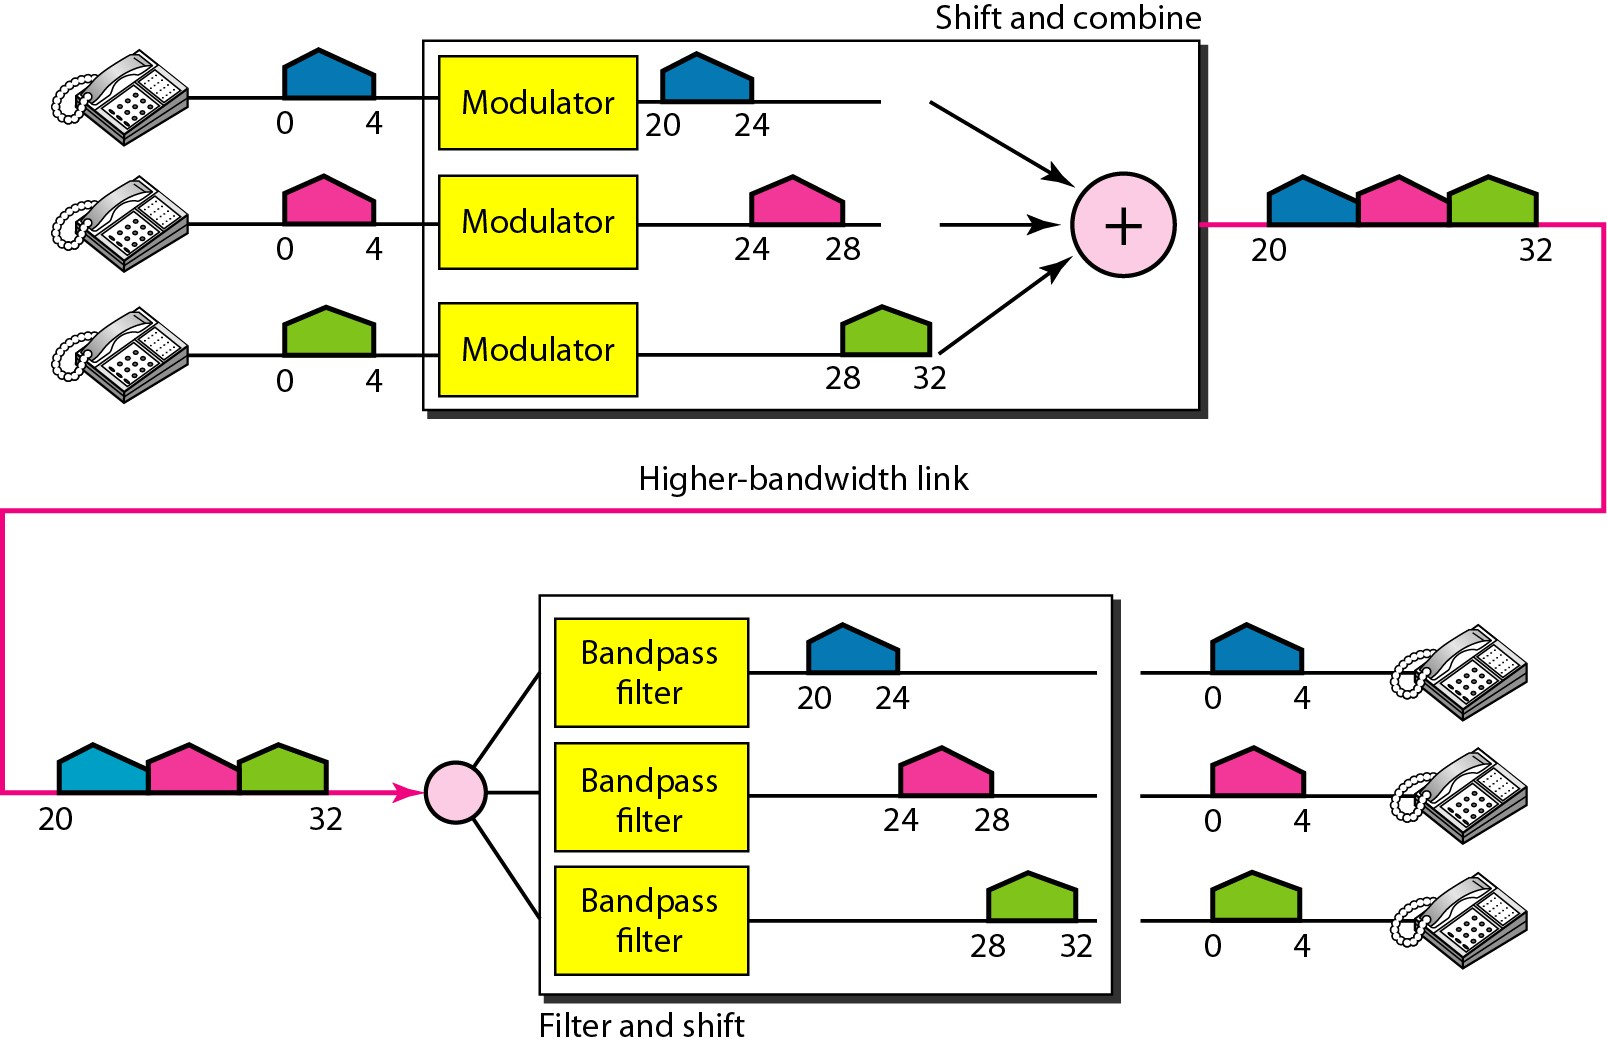 Shift and combine
Modulator
0 4
20 24
Modulator
0 4
24 28
+
20 32
Modulator
0 4
28 32
Higher-bandwidth link
Bandpass
filter
20 24
0 4
Bandpass
filter
20 32
24 28
0 4
Bandpass
filter
28 32
0 4
Filter and shift